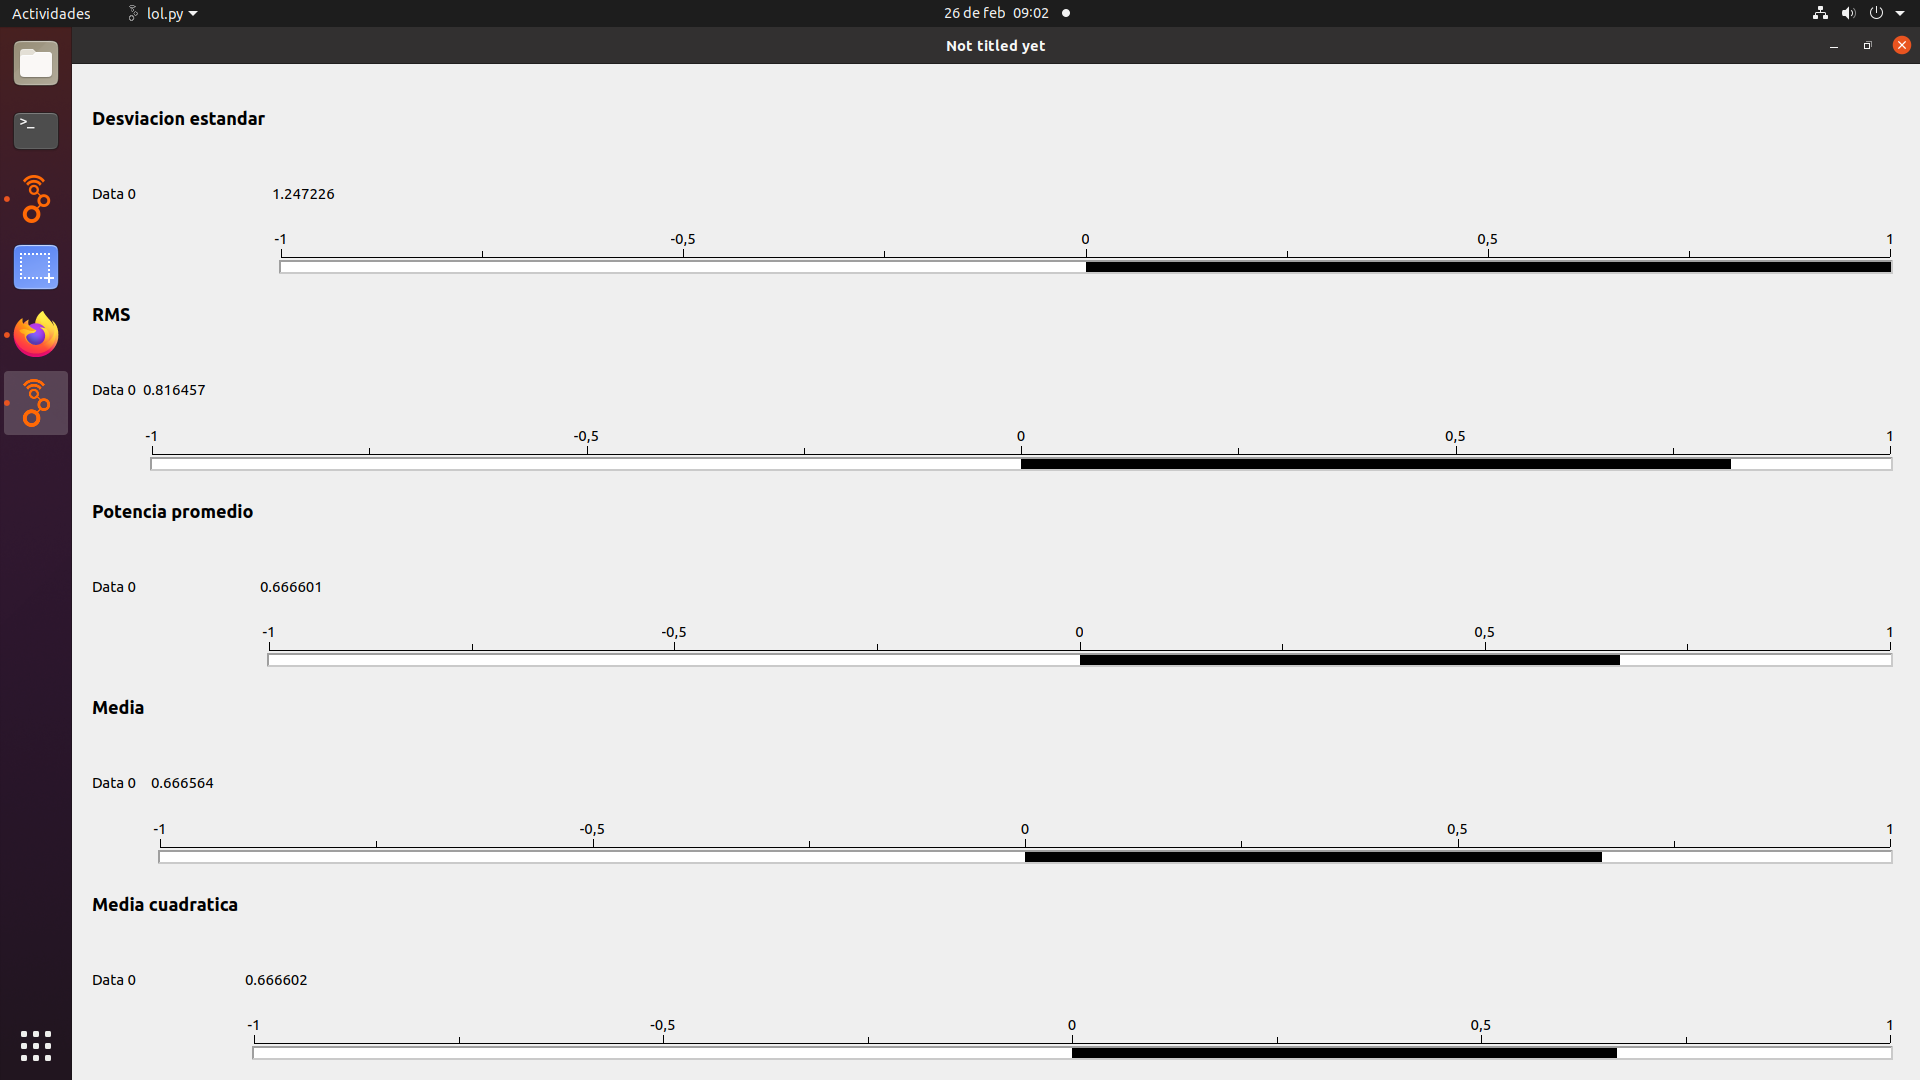 Actividades lol.py 26 de feb 09:02
Not titled yet
Desviacion estandar
Data 0 1.247226
-1 -0,5 0 0,5 1
RMS
Data 0 0.816457
-1 -0,5 0 0,5 1
Potencia promedio
Data 0 0.666601
-1 -0,5 0 0,5 1
Media
Data 0 0.666564
-1 -0,5 0 0,5 1
Media cuadratica
Data 0 0.666602
-1 -0,5 0 0,5 1